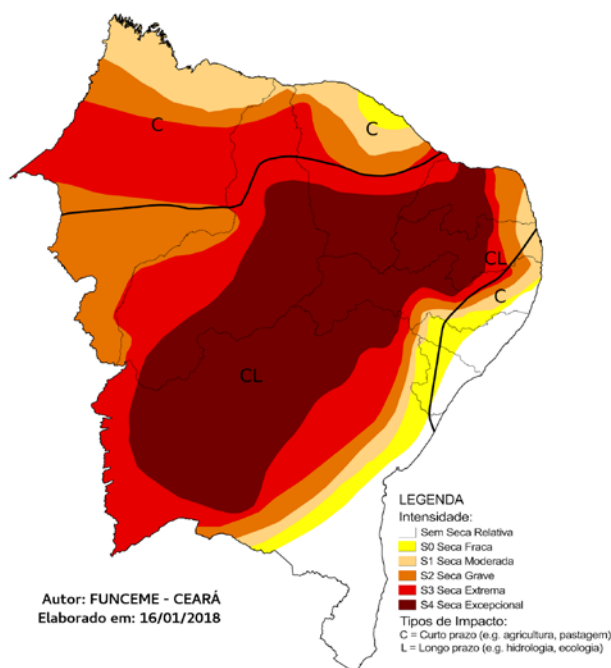 C
C
CL
C
CL
LEGENDA
Intensidade:
Sem Seca Relativa
S0 Seca Fraca
S1 Seca Moderada
S2 Seca Grave
S3 Seca Extrema
S4 Seca Excepcional
Tipos de Impacto:
C = Curto prazo (e.g. agricultura, pastagem)
L = Longo prazo (e.g. hidrologia, ecologia)
Autor: FUNCEME - CEARÁ
Elaborado em: 16/01/2018